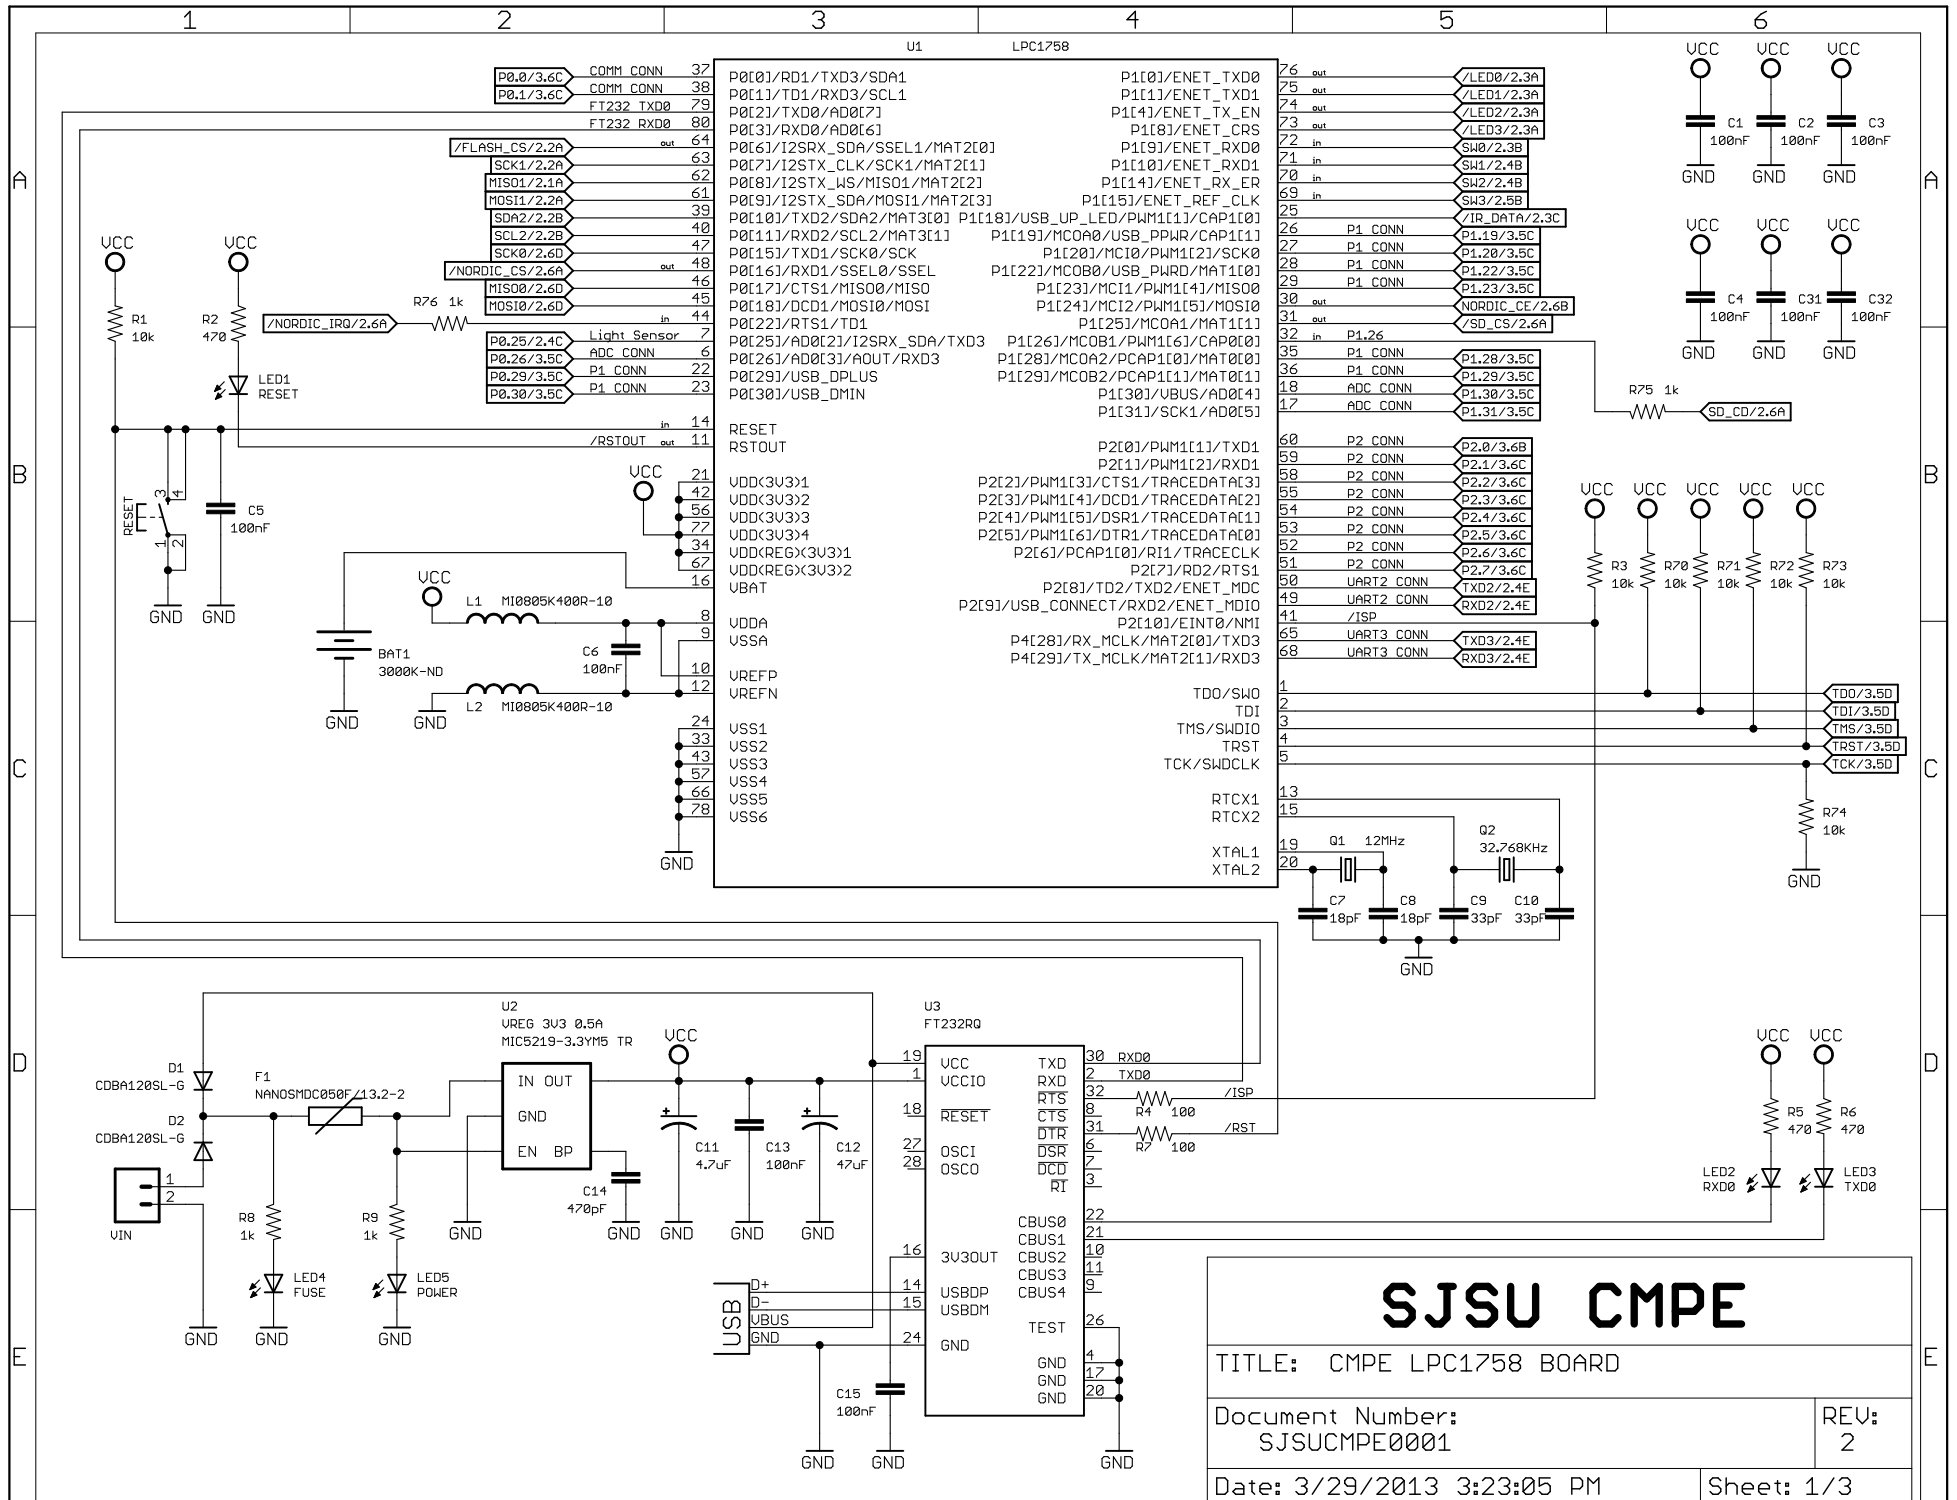 1 2 3 4 5 6
A
B
C
D
E
A
B
C
D
E
U1 LPC1758
P0.0/3.6C COMM CONN 37 P0[0]/RD1/TXD3/SDA1
P0.1/3.6C COMM CONN 38 P0[1]/TD1/RXD3/SCL1
FT232 TXD0 79 P0[2]/TXD0/AD0[7]
FT232 RXD0 80 P0[3]/RXD0/AD0[6]
/FLASH_CS/2.2A out 64 P0[6]/I2SRX_SDA/SSEL1/MAT2[0]
SCK1/2.2A 63 P0[7]/I2STX_CLK/SCK1/MAT2[1]
MISO1/2.1A 62 P0[8]/I2STX_WS/MISO1/MAT2[2]
MOSI1/2.2A 61 P0[9]/I2STX_SDA/MOSI1/MAT2[3]
SDA2/2.2B 39 P0[10]/TXD2/SDA2/MAT3[0]
SCL2/2.2B 40 P0[11]/RXD2/SCL2/MAT3[1]
SCK0/2.6D 47 P0[15]/TXD1/SCK0/SCK
/NORDIC_CS/2.6A out 48 P0[16]/RXD1/SSEL0/SSEL
MISO0/2.6D 46 P0[17]/CTS1/MISO0/MISO
MOSI0/2.6D 45 P0[18]/DCD1/MOSI0/MOSI
/NORDIC_IRQ/2.6A R76 1k in 44 P0[22]/RTS1/TD1
P0.25/2.4C Light Sensor 7 P0[25]/AD0[2]/I2SRX_SDA/TXD3
P0.26/3.5C ADC CONN 6 P0[26]/AD0[3]/AOUT/RXD3
P0.29/3.5C P1 CONN 22 P0[29]/USB_DPLUS
P0.30/3.5C P1 CONN 23 P0[30]/USB_DMIN
in 14 RESET
/RSTOUT out 11 RSTOUT
VCC
21 VDD(3V3)1
42 VDD(3V3)2
56 VDD(3V3)3
77 VDD(3V3)4
34 VDD(REG)(3V3)1
67 VDD(REG)(3V3)2
16 VBAT
8 VDDA
9 VSSA
10 VREFP
12 VREFN
24 VSS1
33 VSS2
43 VSS3
57 VSS4
66 VSS5
78 VSS6
GND
P1[0]/ENET_TXD0 76 out /LED0/2.3A
P1[1]/ENET_TXD1 75 out /LED1/2.3A
P1[4]/ENET_TX_EN 74 out /LED2/2.3A
P1[8]/ENET_CRS 73 out /LED3/2.3A
P1[9]/ENET_RXD0 72 in SW0/2.3B
P1[10]/ENET_RXD1 71 in SW1/2.4B
P1[14]/ENET_RX_ER 70 in SW2/2.4B
P1[15]/ENET_REF_CLK 69 in SW3/2.5B
P1[18]/USB_UP_LED/PWM1[1]/CAP1[0] 25 /IR_DATA/2.3C
P1[19]/MCOA0/USB_PPWR/CAP1[1] 26 P1 CONN P1.19/3.5C
P1[20]/MCI0/PWM1[2]/SCK0 27 P1 CONN P1.20/3.5C
P1[22]/MCOB0/USB_PWRD/MAT1[0] 28 P1 CONN P1.22/3.5C
P1[23]/MCI1/PWM1[4]/MISO0 29 P1 CONN P1.23/3.5C
P1[24]/MCI2/PWM1[5]/MOSI0 30 out NORDIC_CE/2.6B
P1[25]/MCOA1/MAT1[1] 31 out /SD_CS/2.6A
P1[26]/MCOB1/PWM1[6]/CAP0[0] 32 in P1.26
P1[28]/MCOA2/PCAP1[0]/MAT0[0] 35 P1 CONN P1.28/3.5C
P1[29]/MCOB2/PCAP1[1]/MAT0[1] 36 P1 CONN P1.29/3.5C
P1[30]/VBUS/AD0[4] 18 ADC CONN P1.30/3.5C
P1[31]/SCK1/AD0[5] 17 ADC CONN P1.31/3.5C
R75 1k SD_CD/2.6A
P2[0]/PWM1[1]/TXD1 60 P2 CONN P2.0/3.6B
P2[1]/PWM1[2]/RXD1 59 P2 CONN P2.1/3.6C
P2[2]/PWM1[3]/CTS1/TRACEDATA[3] 58 P2 CONN P2.2/3.6C
P2[3]/PWM1[4]/DCD1/TRACEDATA[2] 55 P2 CONN P2.3/3.6C
P2[4]/PWM1[5]/DSR1/TRACEDATA[1] 54 P2 CONN P2.4/3.6C
P2[5]/PWM1[6]/DTR1/TRACEDATA[0] 53 P2 CONN P2.5/3.6C
P2[6]/PCAP1[0]/RI1/TRACECLK 52 P2 CONN P2.6/3.6C
P2[7]/RD2/RTS1 51 P2 CONN P2.7/3.6C
P2[8]/TD2/TXD2/ENET_MDC 50 UART2 CONN TXD2/2.4E
P2[9]/USB_CONNECT/RXD2/ENET_MDIO 49 UART2 CONN RXD2/2.4E
P2[10]/EINT0/NMI 41 /ISP
P4[28]/RX_MCLK/MAT2[0]/TXD3 65 UART3 CONN TXD3/2.4E
P4[29]/TX_MCLK/MAT2[1]/RXD3 68 UART3 CONN RXD3/2.4E
TDO/SWO 1 TDO/3.5D
TDI 2 TDI/3.5D
TMS/SWDIO 3 TMS/3.5D
TRST 4 TRST/3.5D
TCK/SWDCLK 5 TCK/3.5D
RTCX1 13
RTCX2 15
XTAL1 19
XTAL2 20
VCC VCC VCC
C1 C2 C3
100nF 100nF 100nF
GND GND GND
VCC VCC VCC
C4 C31 C32
100nF 100nF 100nF
GND GND GND
VCC VCC VCC VCC VCC
R3 R70 R71 R72 R73
10k 10k 10k 10k 10k
R74
10k
GND
Q1 12MHz
Q2
32.768KHz
C7 C8 C9 C10
18pF 18pF 33pF 33pF
GND
VCC VCC
R1
10k
R2
470
LED1
RESET
RESET
3 4
1 2
C5
100nF
GND GND
VCC
L1 MI0805K400R-10
C6
100nF
BAT1
3000K-ND
L2 MI0805K400R-10
GND GND
D1
CDBA120SL-G
D2
CDBA120SL-G
1
2
VIN
F1
NANOSMDC050F/13.2-2
U2
VREG 3V3 0.5A
MIC5219-3.3YM5 TR
IN OUT
GND
EN BP
R8
1k
R9
1k
LED4
FUSE
LED5
POWER
GND GND GND GND
C14
470pF
GND
VCC
C11
4.7uF
C13
100nF
C12
47uF
GND GND GND
U3
FT232RQ
19 VCC
1 VCCIO
18 RESET
27 OSCI
28 OSCO
16 3V3OUT
14 USBDP
15 USBDM
24 GND
TXD 30 RXD0
RXD 2 TXD0
RTS 32 R4 100 /ISP
CTS 8
DTR 31 R7 100 /RST
DSR 6
DCD 7
RI 3
CBUS0 22
CBUS1 21
CBUS2 10
CBUS3 11
CBUS4 9
TEST 26
GND 4
GND 17
GND 20
USB
D+
D-
VBUS
GND
C15
100nF
GND GND GND
VCC VCC
R5 R6
470 470
LED2
RXD0
LED3
TXD0
SJSU CMPE
TITLE: CMPE LPC1758 BOARD
Document Number:
SJSUCMPE0001
REV:
2
Date: 3/29/2013 3:23:05 PM
Sheet: 1/3